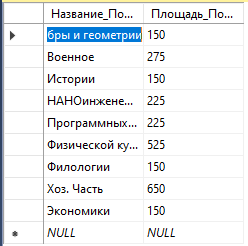 Название_По... Площадь_По...
бры и геометрии 150
Военное 275
Истории 150
НАНОинжене... 225
Программных... 225
Физической ку... 525
Филологии 150
Хоз. Часть 650
Экономики 150
NULL NULL